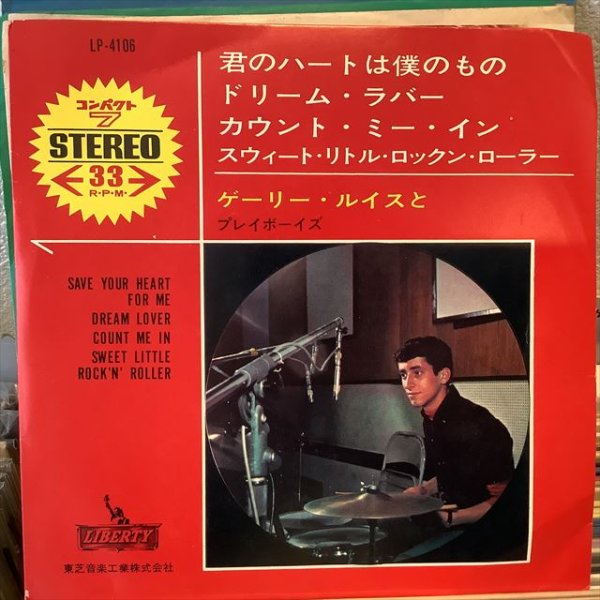 LP-4106
コンパクト
7
STEREO
33
R・P・M・
君のハートは僕のもの
ドリーム・ラバー
カウント・ミー・イン
スウィート・リトル・ロックン・ローラー
ゲーリー・ルイスと
プレイボーイズ
SAVE YOUR HEART
FOR ME
DREAM LOVER
COUNT ME IN
SWEET LITTLE
ROCK'N' ROLLER
LIBERTY
東芝音楽工業株式会社